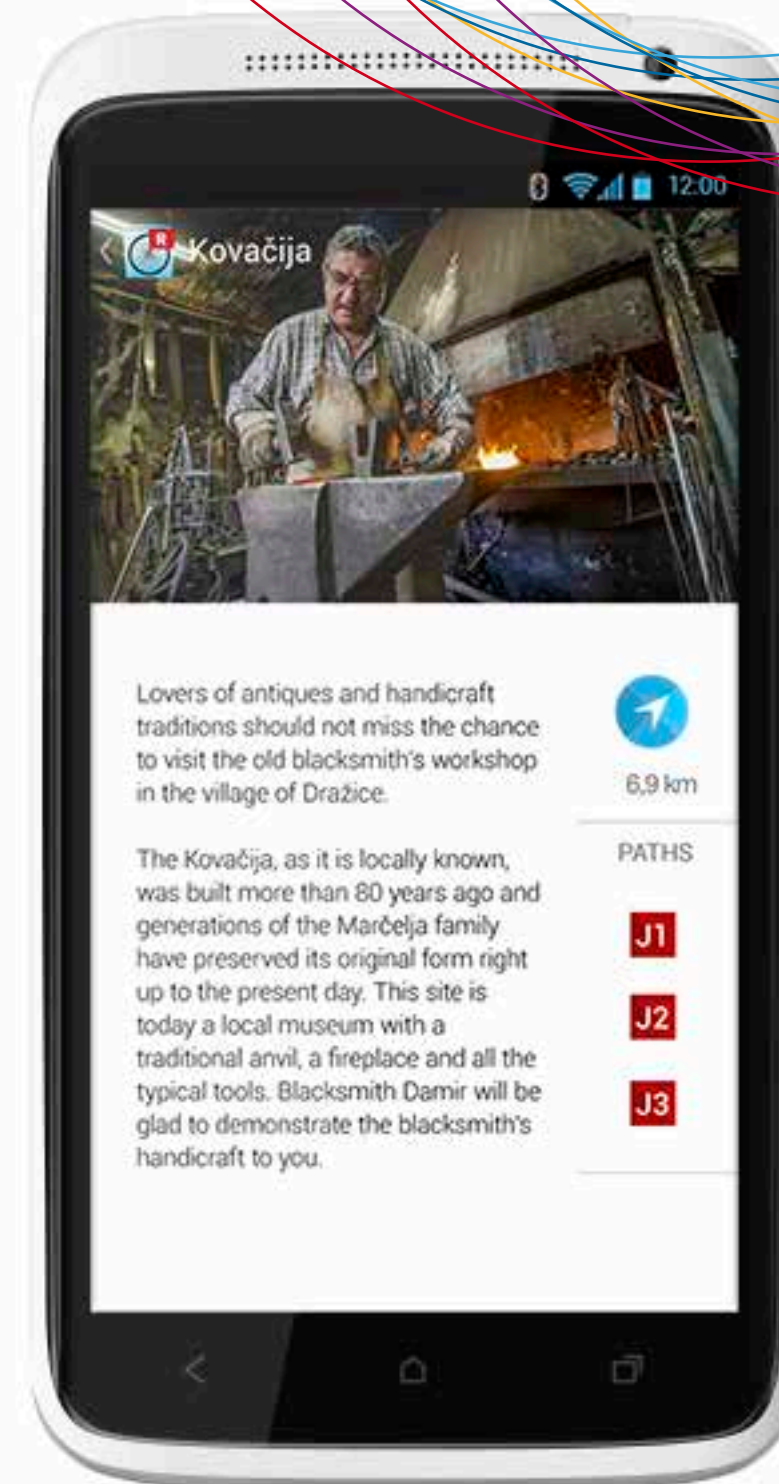 12:00
R
Kovačija
Lovers of antiques and handicraft
traditions should not miss the chance
to visit the old blacksmith's workshop
in the village of Dražice.
6,9 km
The Kovačija, as it is locally known,
was built more than 80 years ago and
generations of the Marčelja family
have preserved its original form right
up to the present day. This site is
today a local museum with a
traditional anvil, a fireplace and all the
typical tools. Blacksmith Damir will be
glad to demonstrate the blacksmith's
handicraft to you.
PATHS
J1
J2
J3